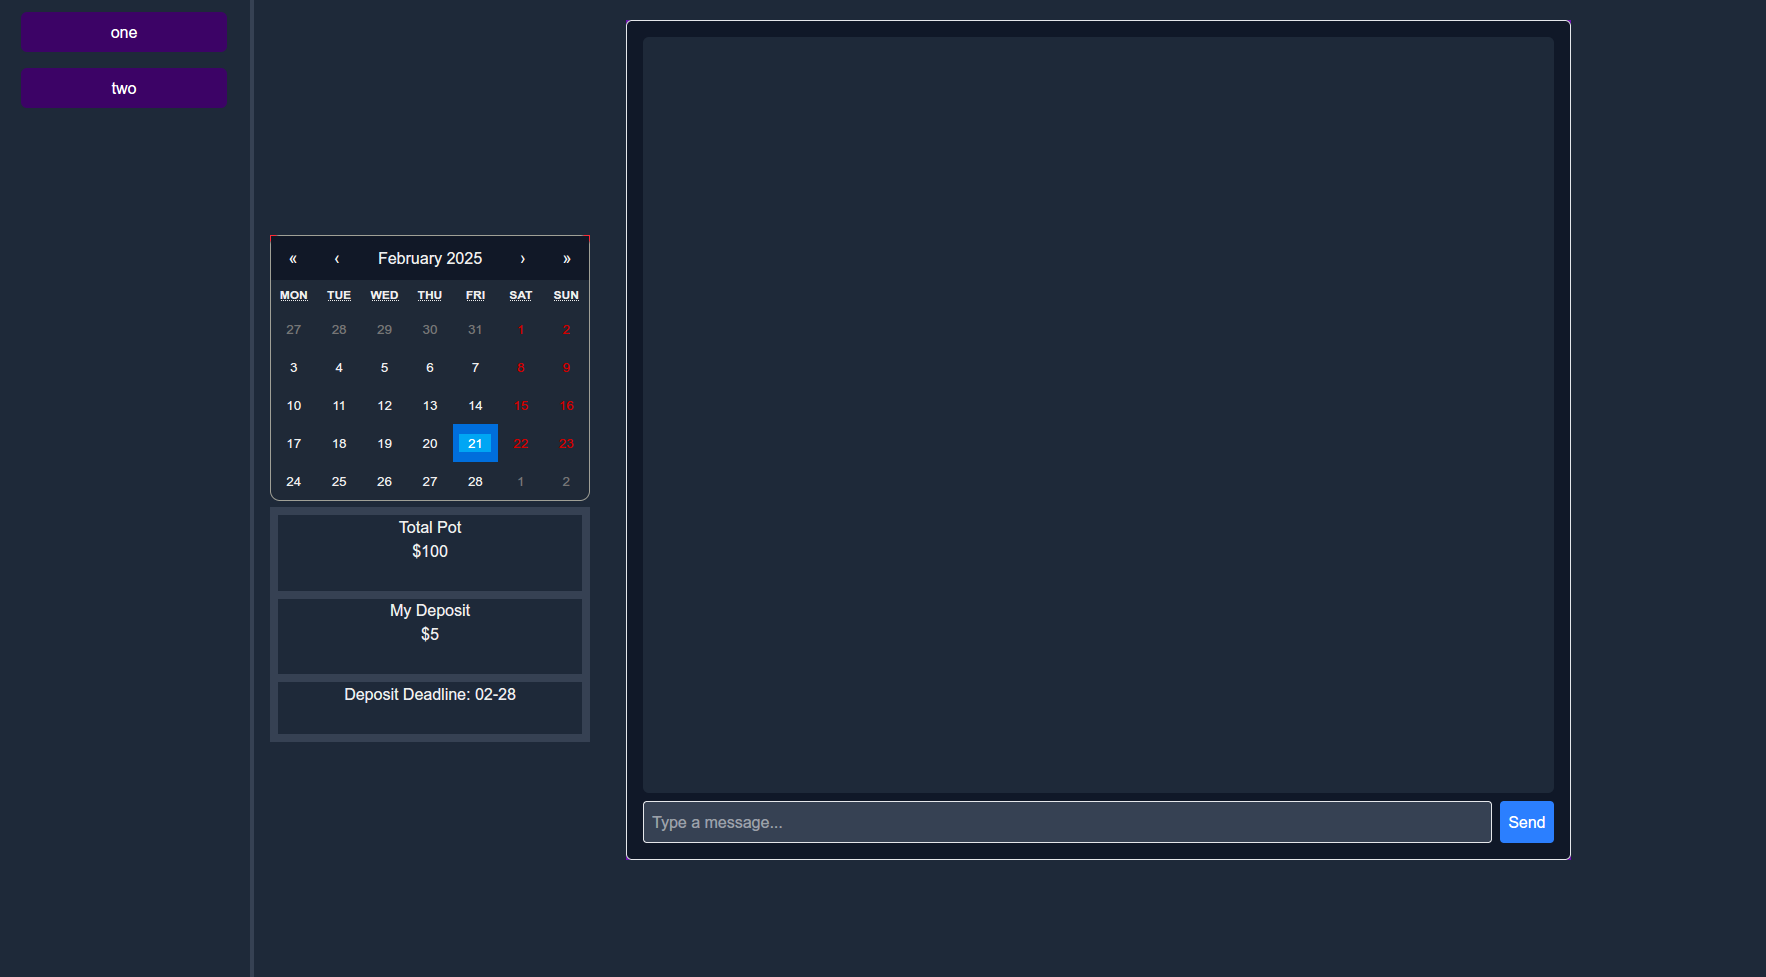 one
two
« ‹ February 2025 › »
MON TUE WED THU FRI SAT SUN
27 28 29 30 31 1 2
3 4 5 6 7 8 9
10 11 12 13 14 15 16
17 18 19 20 21 22 23
24 25 26 27 28 1 2
Total Pot
$100
My Deposit
$5
Deposit Deadline: 02-28
Type a message... Send